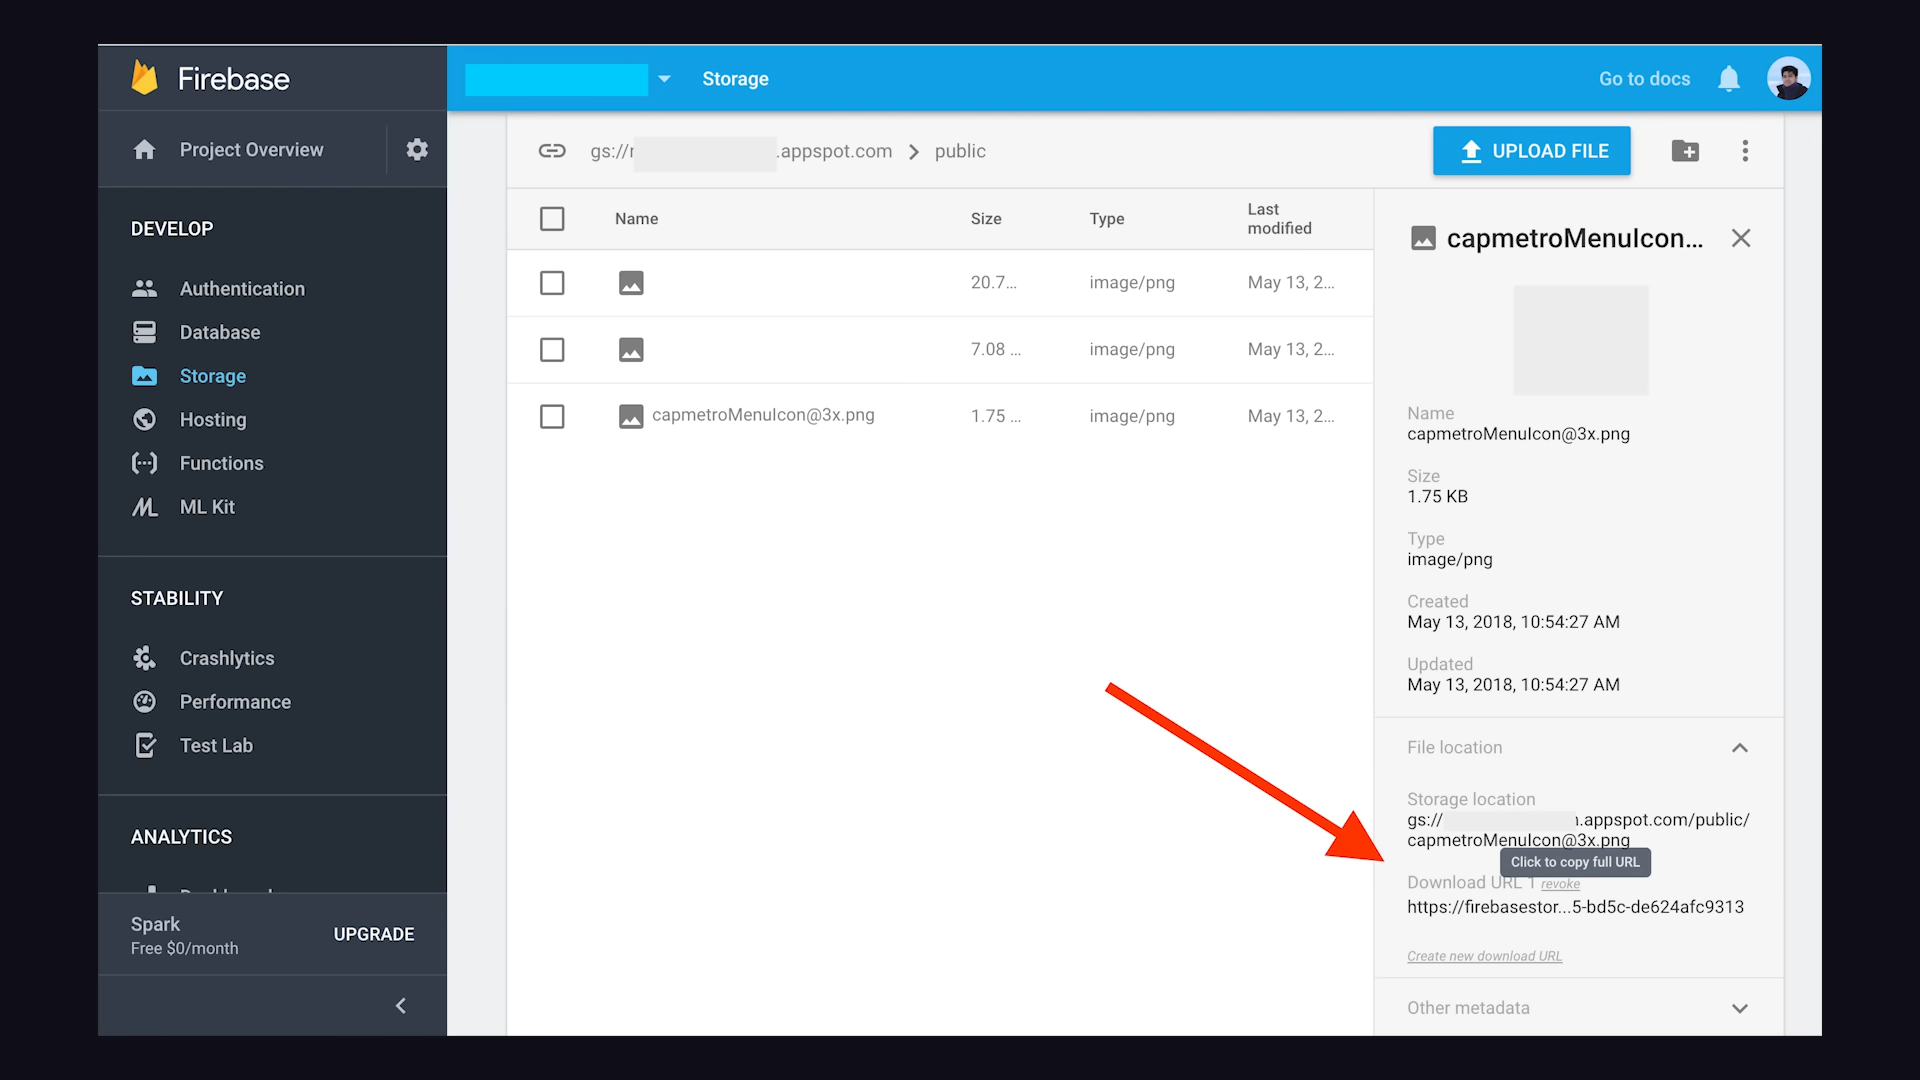 Firebase
Storage
Go to docs
Project Overview
gs://
.appspot.com
public
UPLOAD FILE
DEVELOP
Authentication
Database
Storage
Hosting
Functions
ML Kit
STABILITY
Crashlytics
Performance
Test Lab
ANALYTICS
Spark
Free $0/month
UPGRADE
Name
Size
Type
Last
modified
20.7...
image/png
May 13, 2...
7.08 ...
image/png
May 13, 2...
capmetroMenuIcon@3x.png
1.75 ...
image/png
May 13, 2...
capmetroMenuIcon...
Name
capmetroMenuIcon@3x.png
Size
1.75 KB
Type
image/png
Created
May 13, 2018, 10:54:27 AM
Updated
May 13, 2018, 10:54:27 AM
File location
Storage location
gs://
.appspot.com/public/
capmetroMenuIcon@3x.png
Click to copy full URL
Download URL 1 revoke
https://firebasestor...5-bd5c-de624afc9313
Create new download URL
Other metadata